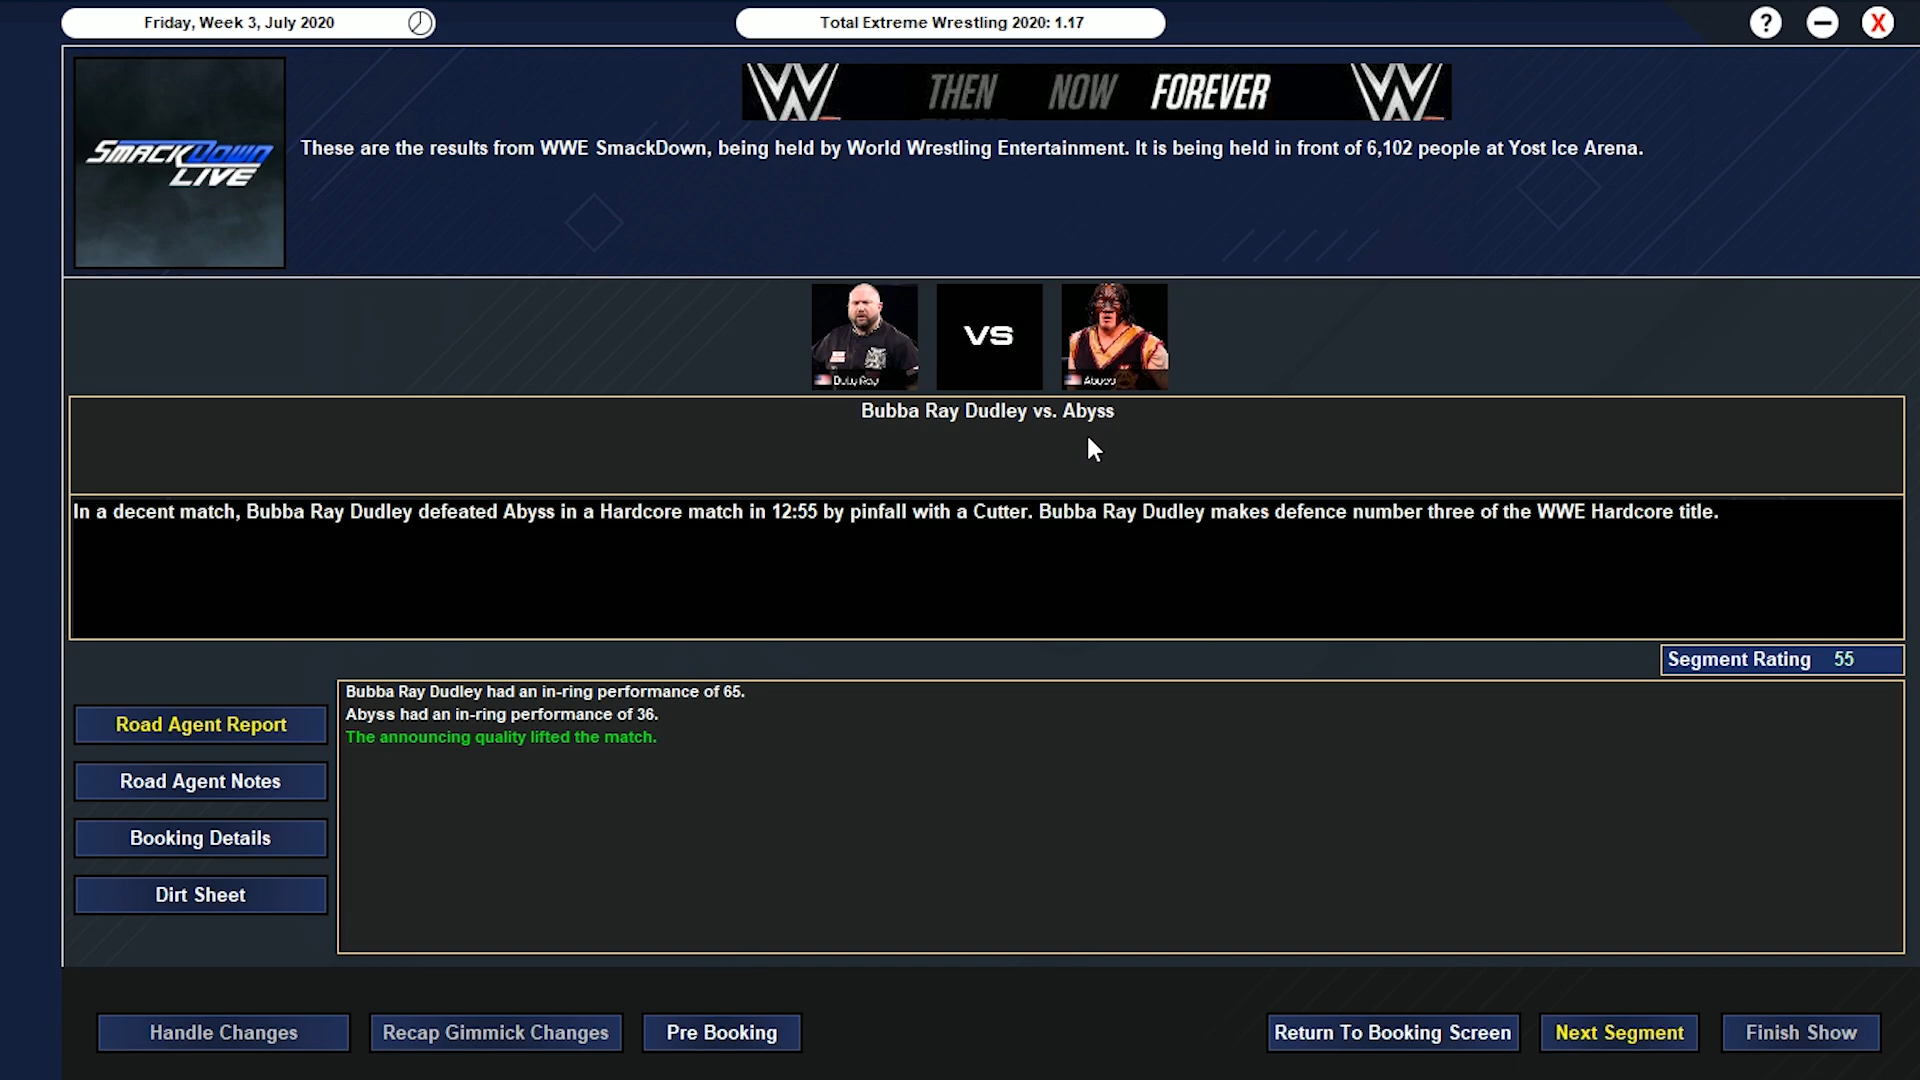 Friday, Week 3, July 2020
Total Extreme Wrestling 2020: 1.17
?
X
THEN NOW FOREVER
SMACKDOWN
LIVE
These are the results from WWE SmackDown, being held by World Wrestling Entertainment. It is being held in front of 6,102 people at Yost Ice Arena.
VS
Abyss
Bubba Ray Dudley vs. Abyss
In a decent match, Bubba Ray Dudley defeated Abyss in a Hardcore match in 12:55 by pinfall with a Cutter. Bubba Ray Dudley makes defence number three of the WWE Hardcore title.
Segment Rating 55
Bubba Ray Dudley had an in-ring performance of 65.
Abyss had an in-ring performance of 36.
The announcing quality lifted the match.
Road Agent Report
Road Agent Notes
Booking Details
Dirt Sheet
Handle Changes
Recap Gimmick Changes
Pre Booking
Return To Booking Screen
Next Segment
Finish Show